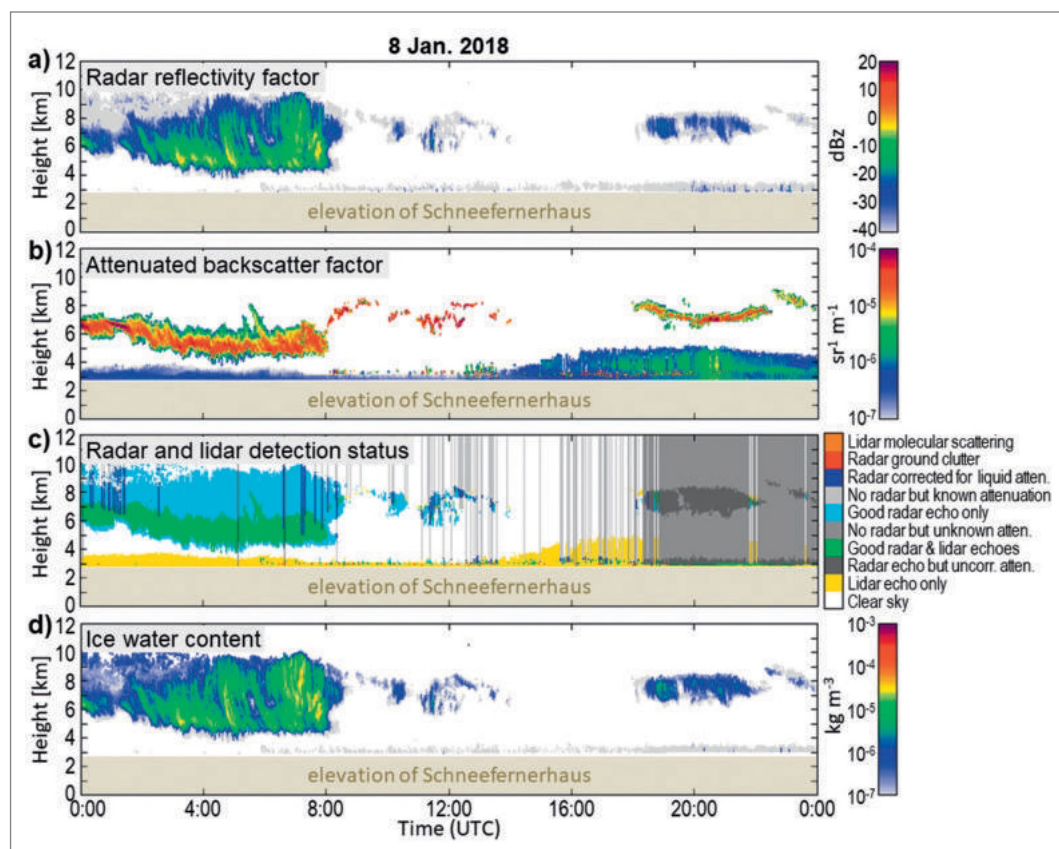 8 Jan. 2018
a)
Radar reflectivity factor
Height [km]
12
10
8
6
4
2
0
elevation of Schneefernerhaus
20
10
0
-10
-20
-30
-40
dBz
b)
Attenuated backscatter factor
Height [km]
12
10
8
6
4
2
0
elevation of Schneefernerhaus
10-4
10-5
10-6
10-7
sr1 m-1
c)
Radar and lidar detection status
Height [km]
12
10
8
6
4
2
0
elevation of Schneefernerhaus
Lidar molecular scattering
Radar ground clutter
Radar corrected for liquid atten.
No radar but known attenuation
Good radar echo only
No radar but unknown atten.
Good radar & lidar echoes
Radar echo but uncorr. atten.
Lidar echo only
Clear sky
d)
Ice water content
Height [km]
12
10
8
6
4
2
0
elevation of Schneefernerhaus
10-3
10-4
10-5
10-6
10-7
kg m-3
0:00 4:00 8:00 12:00 16:00 20:00 0:00
Time (UTC)